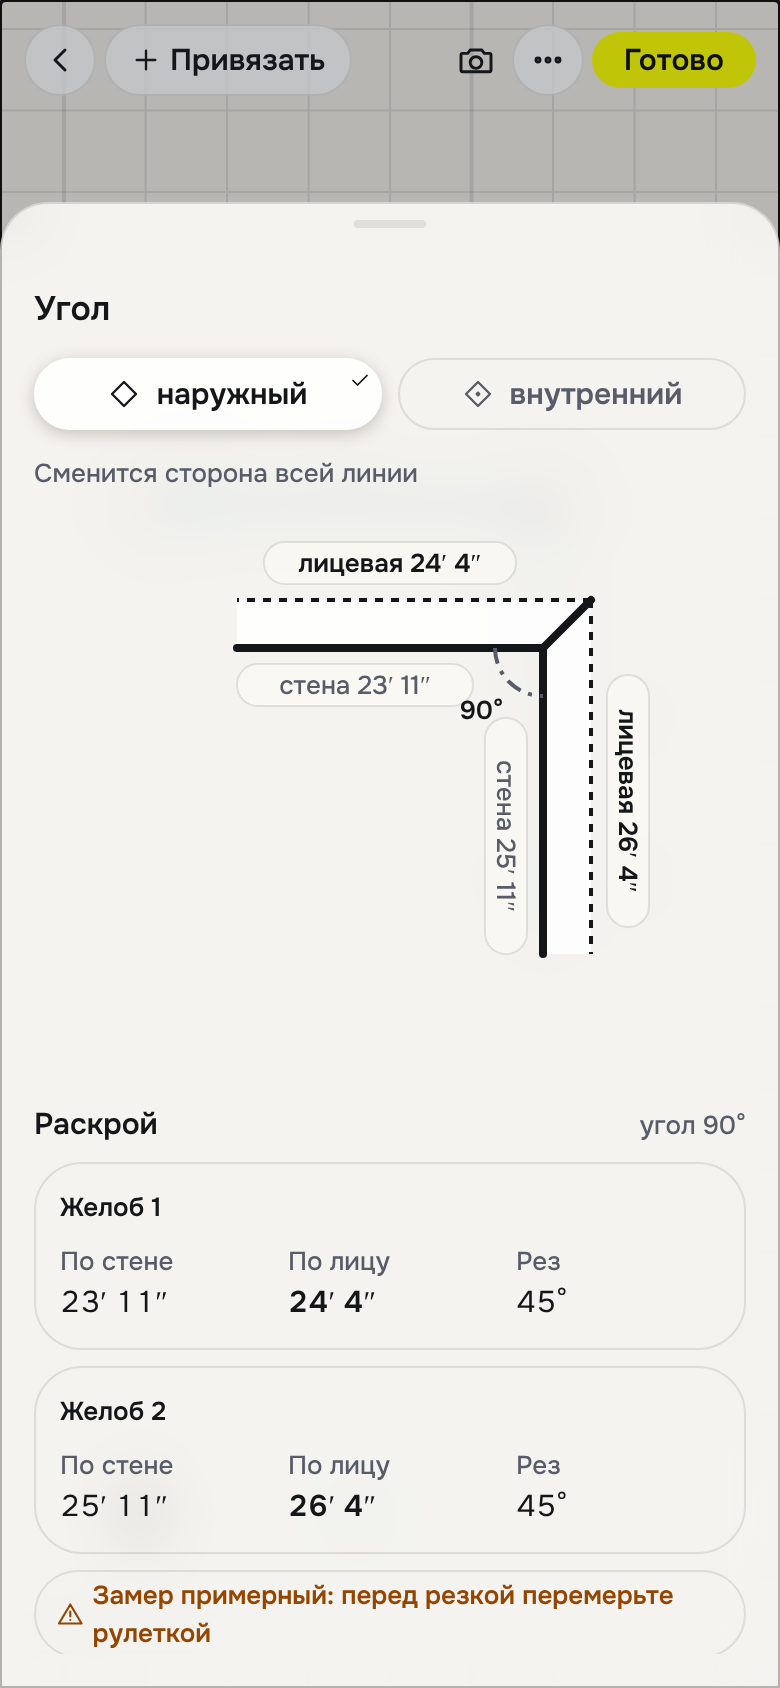 Привязать
Готово
Угол
наружный
внутренний
Сменится сторона всей линии
лицевая 24′ 4″
стена 23′ 11″
90°
стена 25′ 11″
лицевая 26′ 4″
Раскрой
угол 90°
Желоб 1
По стене По лицу Рез
23′ 11″ 24′ 4″ 45°
Желоб 2
По стене По лицу Рез
25′ 11″ 26′ 4″ 45°
Замер примерный: перед резкой перемерьте
рулеткой